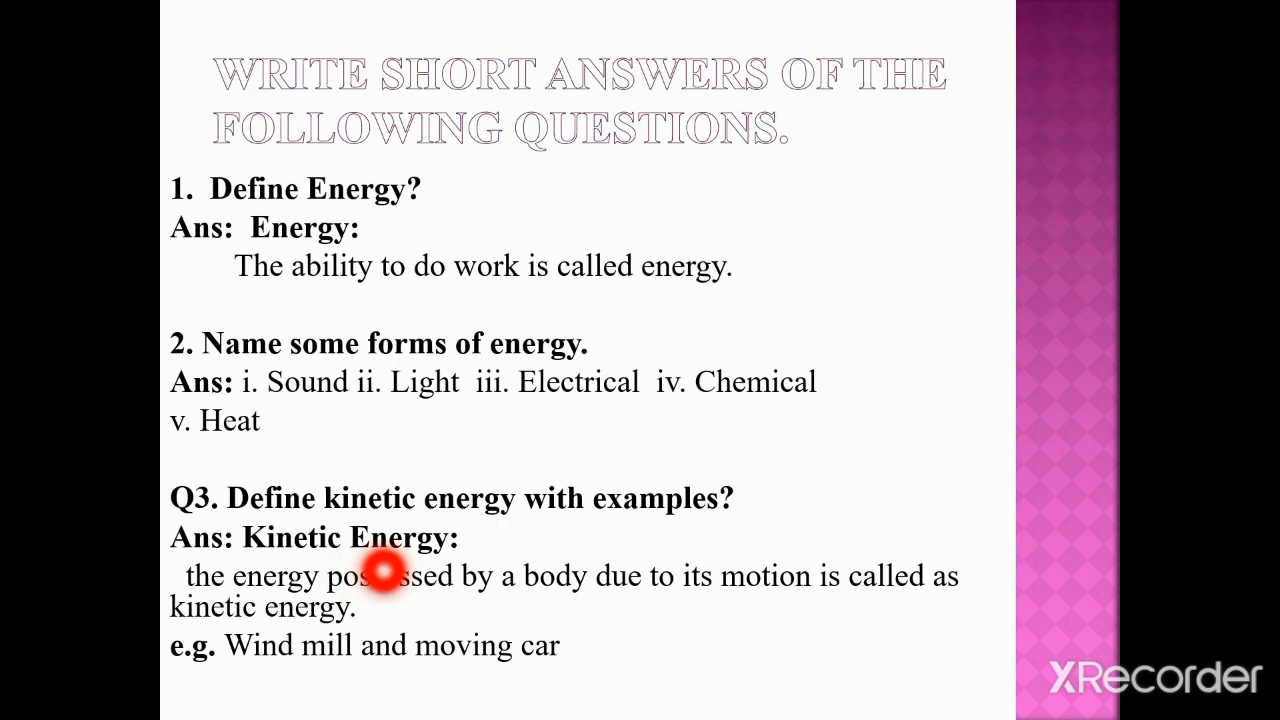 WRITE SHORT ANSWERS OF THE
FOLLOWING QUESTIONS.
1. Define Energy?
Ans: Energy:
The ability to do work is called energy.
2. Name some forms of energy.
Ans: i. Sound ii. Light iii. Electrical iv. Chemical
v. Heat
Q3. Define kinetic energy with examples?
Ans: Kinetic Energy:
the energy possessed by a body due to its motion is called as
kinetic energy.
e.g. Wind mill and moving car
XRecorder